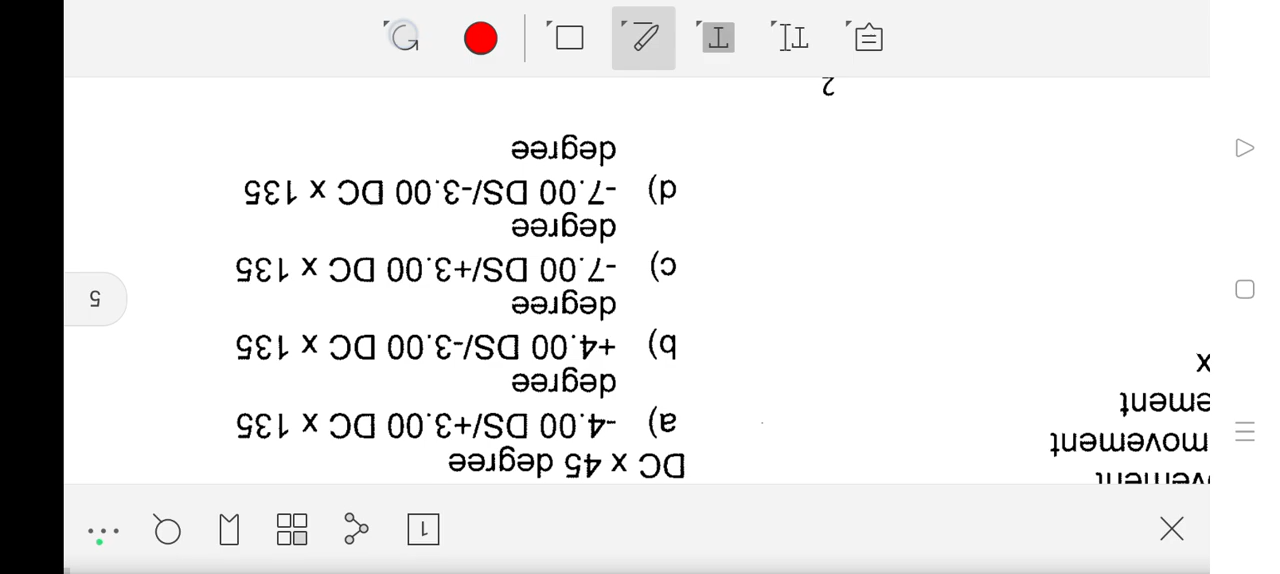 1
movement
ement
x
DC x 45 degree
a) -4.00 DS/+3.00 DC x 135
degree
b) +4.00 DS/-3.00 DC x 135
degree
c) -7.00 DS/+3.00 DC x 135
degree
d) -7.00 DS/-3.00 DC x 135
degree
5